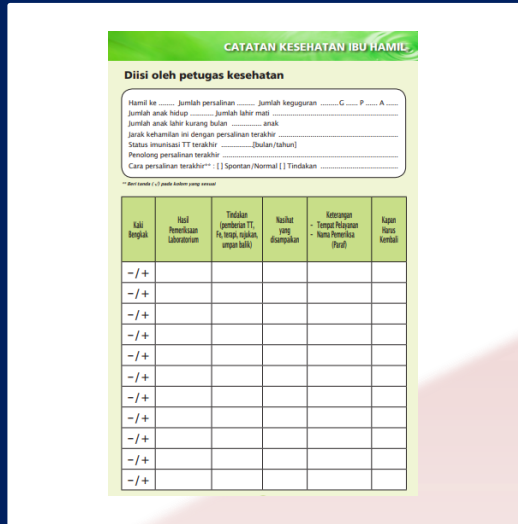 CATATAN KESEHATAN IBU HAMIL
Diisi oleh petugas kesehatan
Hamil ke ........ Jumlah persalinan ......... Jumlah keguguran .........G ...... P ...... A ......
Jumlah anak hidup ............ Jumlah lahir mati ......................................................
Jumlah anak lahir kurang bulan ............... anak
Jarak kehamilan ini dengan persalinan terakhir ....................................................
Status imunisasi TT terakhir ...............[bulan/tahun]
Penolong persalinan terakhir ............................................................................
Cara persalinan terakhir** : [ ] Spontan/Normal [ ] Tindakan ..................................
** Beri tanda (√) pada kolom yang sesuai
Kaki
Bengkak
Hasil
Pemeriksaan
Laboratorium
Tindakan
(pemberian TT,
Fe, terapi, rujukan,
umpan balik)
Nasihat
yang
disampaikan
Keterangan
- Tempat Pelayanan
- Nama Pemeriksa
(Paraf)
Kapan
Harus
Kembali
-/+
-/+
-/+
-/+
-/+
-/+
-/+
-/+
-/+
-/+
-/+